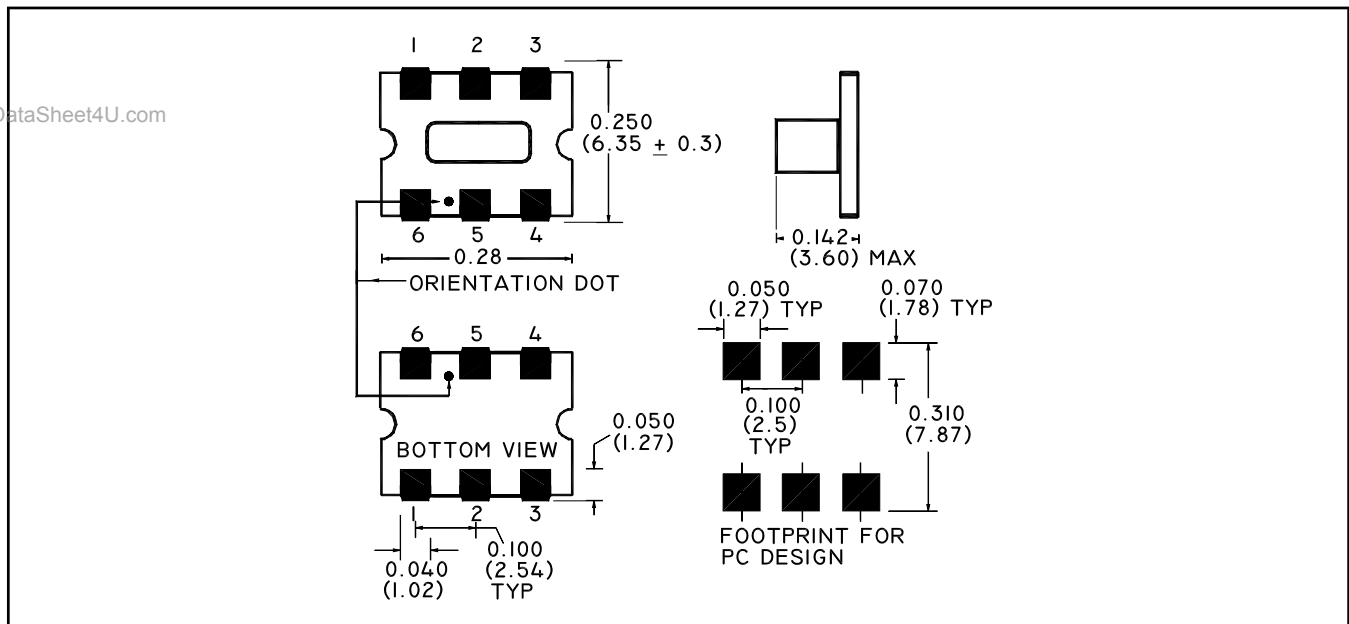 1 2 3
DataSheet4U.com
0.250
(6.35 ± 0.3)
6 5 4
0.28
ORIENTATION DOT
0.142
(3.60) MAX
0.050
(1.27) TYP
0.070
(1.78) TYP
6 5 4
0.100
(2.5)
TYP
0.310
(7.87)
0.050
(1.27)
BOTTOM VIEW
1 2 3
0.040
(1.02)
0.100
(2.54)
TYP
FOOTPRINT FOR
PC DESIGN